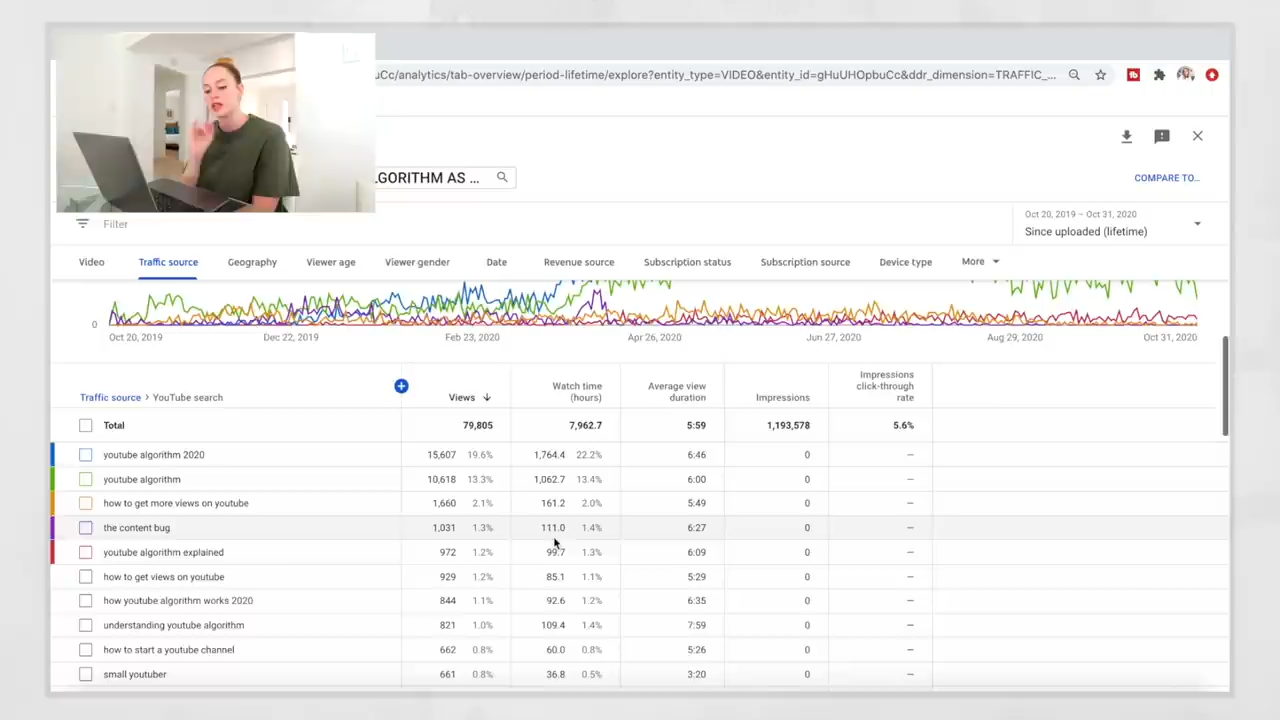 uCc/analytics/tab-overview/period-lifetime/explore?entity_type=VIDEO&entity_id=gHuUHOpbuCc&ddr_dimension=TRAFFIC_...
LGORITHM AS ...
COMPARE TO...
Filter
Oct 20, 2019 – Oct 31, 2020
Since uploaded (lifetime)
Video Traffic source Geography Viewer age Viewer gender Date Revenue source Subscription status Subscription source Device type More
0
Oct 20, 2019 Dec 22, 2019 Feb 23, 2020 Apr 26, 2020 Jun 27, 2020 Aug 29, 2020 Oct 31, 2020
Traffic source > YouTube search Views Watch time (hours) Average view duration Impressions Impressions click-through rate
Total 79,805 7,962.7 5:59 1,193,578 5.6%
youtube algorithm 2020 15,607 19.6% 1,764.4 22.2% 6:46 0 –
youtube algorithm 10,618 13.3% 1,062.7 13.4% 6:00 0 –
how to get more views on youtube 1,660 2.1% 161.2 2.0% 5:49 0 –
the content bug 1,031 1.3% 111.0 1.4% 6:27 0 –
youtube algorithm explained 972 1.2% 99.7 1.3% 6:09 0 –
how to get views on youtube 929 1.2% 85.1 1.1% 5:29 0 –
how youtube algorithm works 2020 844 1.1% 92.6 1.2% 6:35 0 –
understanding youtube algorithm 821 1.0% 109.4 1.4% 7:59 0 –
how to start a youtube channel 662 0.8% 60.0 0.8% 5:26 0 –
small youtuber 661 0.8% 36.8 0.5% 3:20 0 –